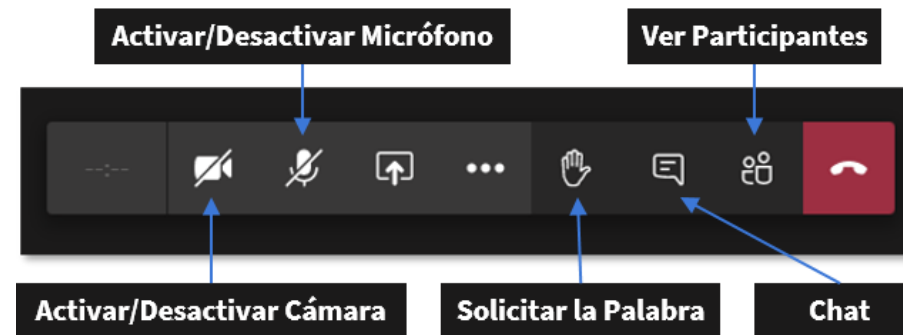 Activar/Desactivar Micrófono
Ver Participantes
--:--
Activar/Desactivar Cámara
Solicitar la Palabra
Chat